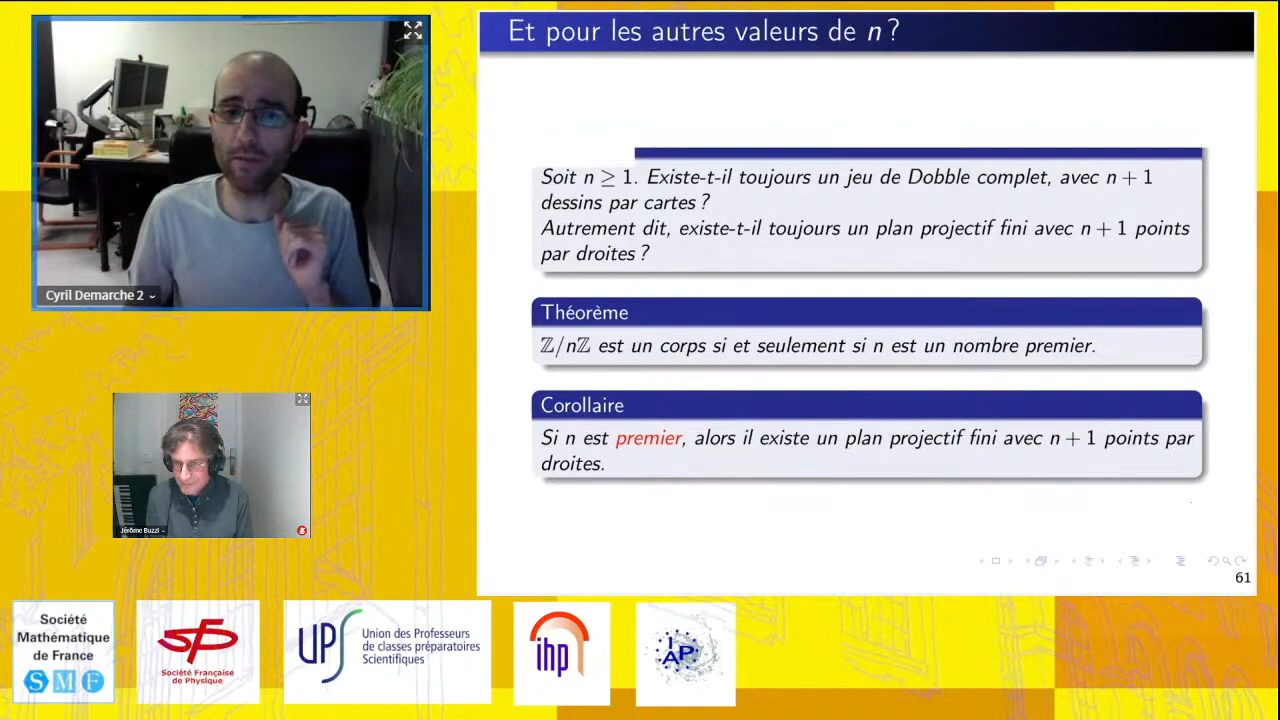 Et pour les autres valeurs de n ?
Soit n ≥ 1. Existe-t-il toujours un jeu de Dobble complet, avec n + 1
dessins par cartes ?
Autrement dit, existe-t-il toujours un plan projectif fini avec n + 1 points
par droites ?
Théorème
ℤ/nℤ est un corps si et seulement si n est un nombre premier.
Corollaire
Si n est premier, alors il existe un plan projectif fini avec n + 1 points par
droites.
61
Cyril Demarche 2
Jérôme Buzzi
Société
Mathématique
de France
SMF
sfp
Société Française
de Physique
UPS
Union des Professeurs
de classes préparatoires
Scientifiques
ihp
AP